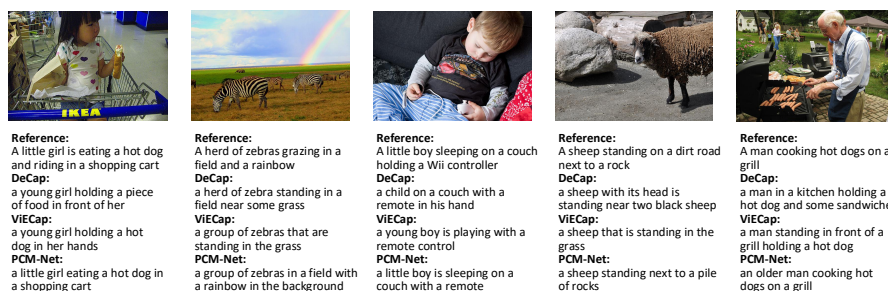 IKEA
Reference:
A little girl is eating a hot dog
and riding in a shopping cart
DeCap:
a young girl holding a piece
of food in front of her
ViECap:
a young girl holding a hot
dog in her hands
PCM-Net:
a little girl eating a hot dog in
a shopping cart
Reference:
A herd of zebras grazing in a
field and a rainbow
DeCap:
a herd of zebra standing in a
field near some grass
ViECap:
a group of zebras that are
standing in the grass
PCM-Net:
a group of zebras in a field with
a rainbow in the background
Reference:
A little boy sleeping on a couch
holding a Wii controller
DeCap:
a child on a couch with a
remote in his hand
ViECap:
a young boy is playing with a
remote control
PCM-Net:
a little boy is sleeping on a
couch with a remote
Reference:
A sheep standing on a dirt road
next to a rock
DeCap:
a sheep with its head is
standing near two black sheep
ViECap:
a sheep that is standing in the
grass
PCM-Net:
a sheep standing next to a pile
of rocks
Reference:
A man cooking hot dogs on a
grill
DeCap:
a man in a kitchen holding a
hot dog and some sandwiche
ViECap:
a man standing in front of a
grill holding a hot dog
PCM-Net:
an older man cooking hot
dogs on a grill